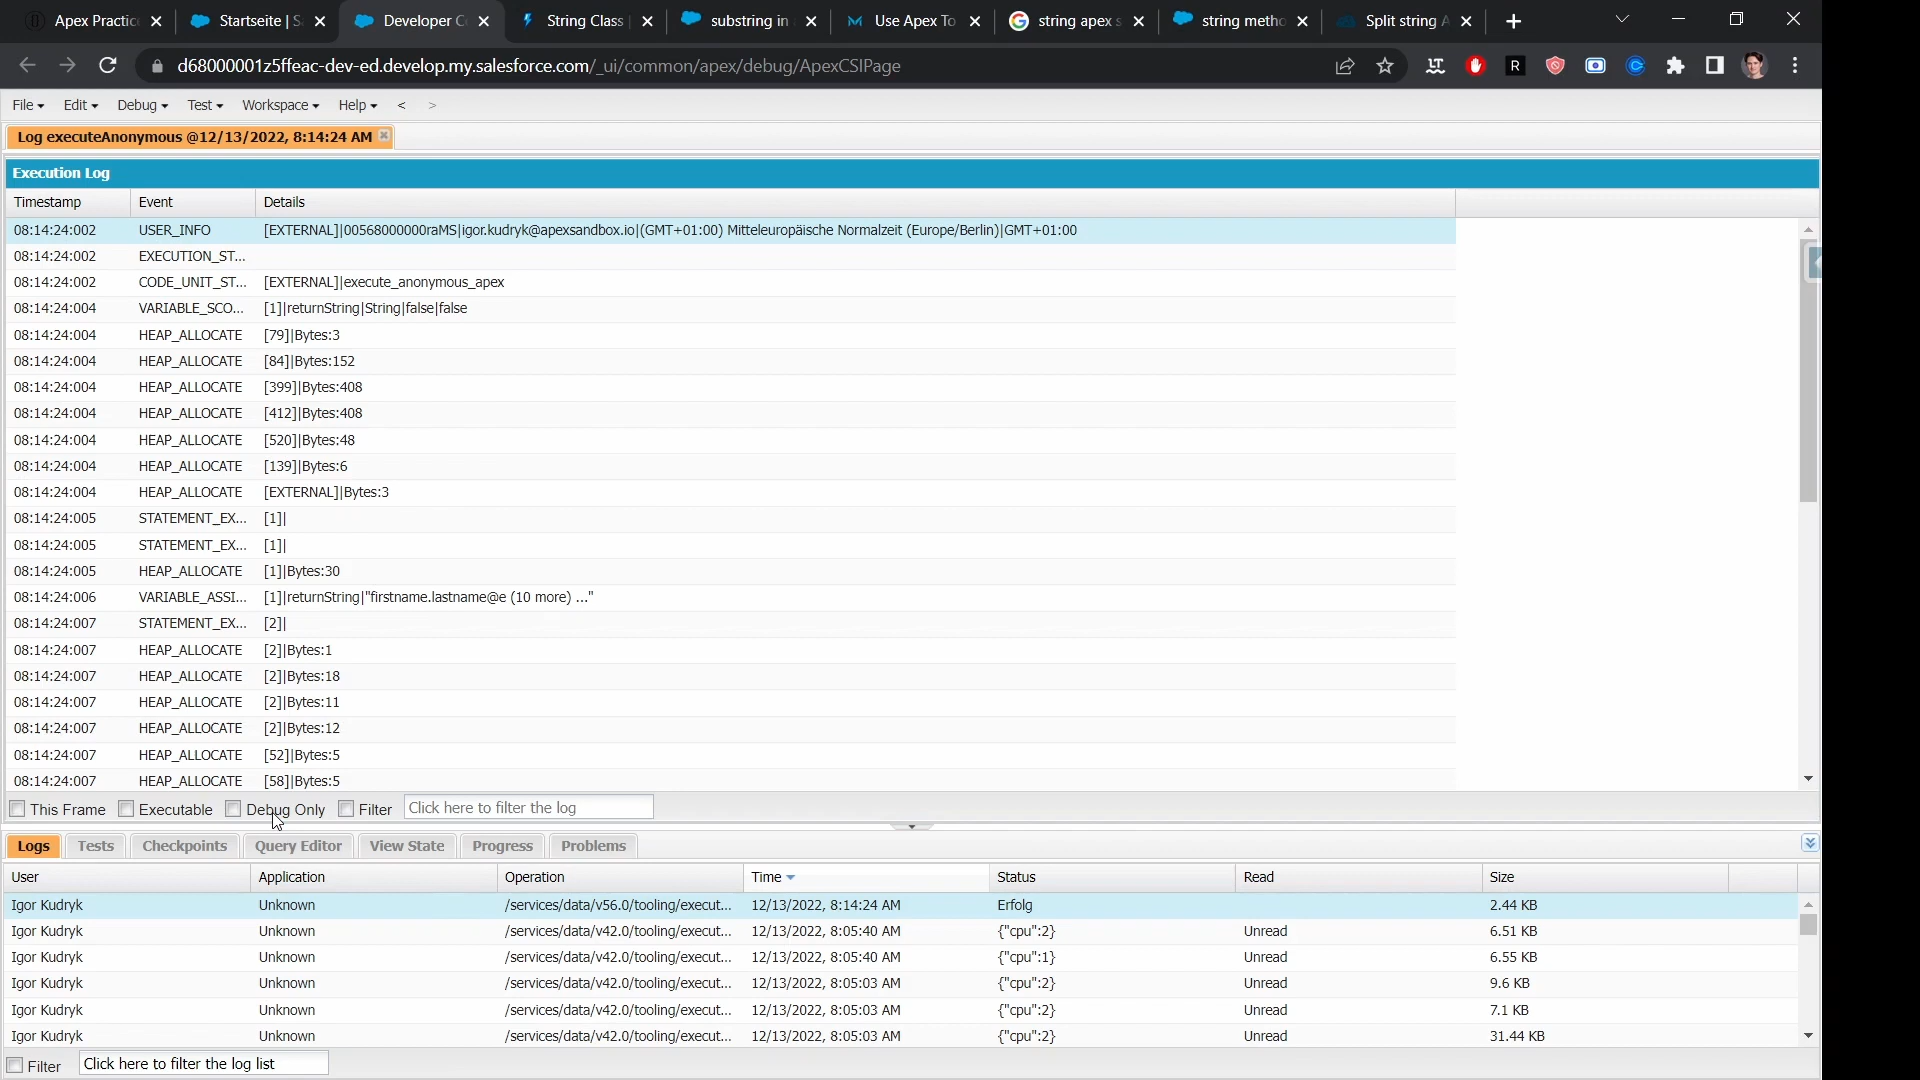 Apex Practic
Startseite | S
Developer C
String Class
substring in
Use Apex To
string apex s
string metho
Split string A
d68000001z5ffeac-dev-ed.develop.my.salesforce.com/_ui/common/apex/debug/ApexCSIPage
File Edit Debug Test Workspace Help < >
Log executeAnonymous @12/13/2022, 8:14:24 AM
Execution Log
Timestamp Event Details
08:14:24:002 USER_INFO [EXTERNAL]|00568000000raMS|igor.kudryk@apexsandbox.io|(GMT+01:00) Mitteleuropäische Normalzeit (Europe/Berlin)|GMT+01:00
08:14:24:002 EXECUTION_ST...
08:14:24:002 CODE_UNIT_ST... [EXTERNAL]|execute_anonymous_apex
08:14:24:004 VARIABLE_SCO... [1]|returnString|String|false|false
08:14:24:004 HEAP_ALLOCATE [79]|Bytes:3
08:14:24:004 HEAP_ALLOCATE [84]|Bytes:152
08:14:24:004 HEAP_ALLOCATE [399]|Bytes:408
08:14:24:004 HEAP_ALLOCATE [412]|Bytes:408
08:14:24:004 HEAP_ALLOCATE [520]|Bytes:48
08:14:24:004 HEAP_ALLOCATE [139]|Bytes:6
08:14:24:004 HEAP_ALLOCATE [EXTERNAL]|Bytes:3
08:14:24:005 STATEMENT_EX... [1]|
08:14:24:005 STATEMENT_EX... [1]|
08:14:24:005 HEAP_ALLOCATE [1]|Bytes:30
08:14:24:006 VARIABLE_ASSI... [1]|returnString|"firstname.lastname@e (10 more) ..."
08:14:24:007 STATEMENT_EX... [2]|
08:14:24:007 HEAP_ALLOCATE [2]|Bytes:1
08:14:24:007 HEAP_ALLOCATE [2]|Bytes:18
08:14:24:007 HEAP_ALLOCATE [2]|Bytes:11
08:14:24:007 HEAP_ALLOCATE [2]|Bytes:12
08:14:24:007 HEAP_ALLOCATE [52]|Bytes:5
08:14:24:007 HEAP_ALLOCATE [58]|Bytes:5
This Frame Executable Debug Only Filter Click here to filter the log
Logs Tests Checkpoints Query Editor View State Progress Problems
User Application Operation Time Status Read Size
Igor Kudryk Unknown /services/data/v56.0/tooling/execut... 12/13/2022, 8:14:24 AM Erfolg 2.44 KB
Igor Kudryk Unknown /services/data/v42.0/tooling/execut... 12/13/2022, 8:05:40 AM {"cpu":2} Unread 6.51 KB
Igor Kudryk Unknown /services/data/v42.0/tooling/execut... 12/13/2022, 8:05:40 AM {"cpu":1} Unread 6.55 KB
Igor Kudryk Unknown /services/data/v42.0/tooling/execut... 12/13/2022, 8:05:03 AM {"cpu":2} Unread 9.6 KB
Igor Kudryk Unknown /services/data/v42.0/tooling/execut... 12/13/2022, 8:05:03 AM {"cpu":2} Unread 7.1 KB
Igor Kudryk Unknown /services/data/v42.0/tooling/execut... 12/13/2022, 8:05:03 AM {"cpu":2} Unread 31.44 KB
Filter Click here to filter the log list